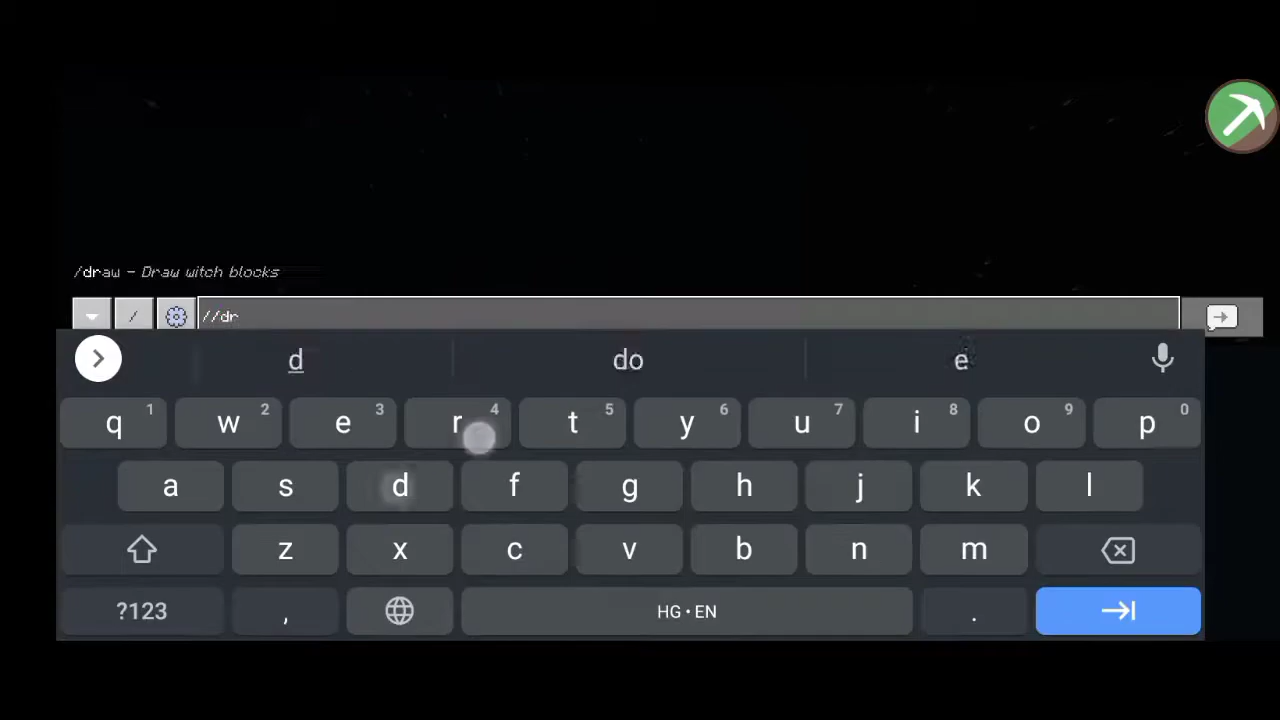 /draw - Draw witch blocks
/ //dr
d do e
q 1 w 2 e 3 r 4 t 5 y 6 u 7 i 8 o 9 p 0
a s d f g h j k l
z x c v b n m
?123 , HG • EN .